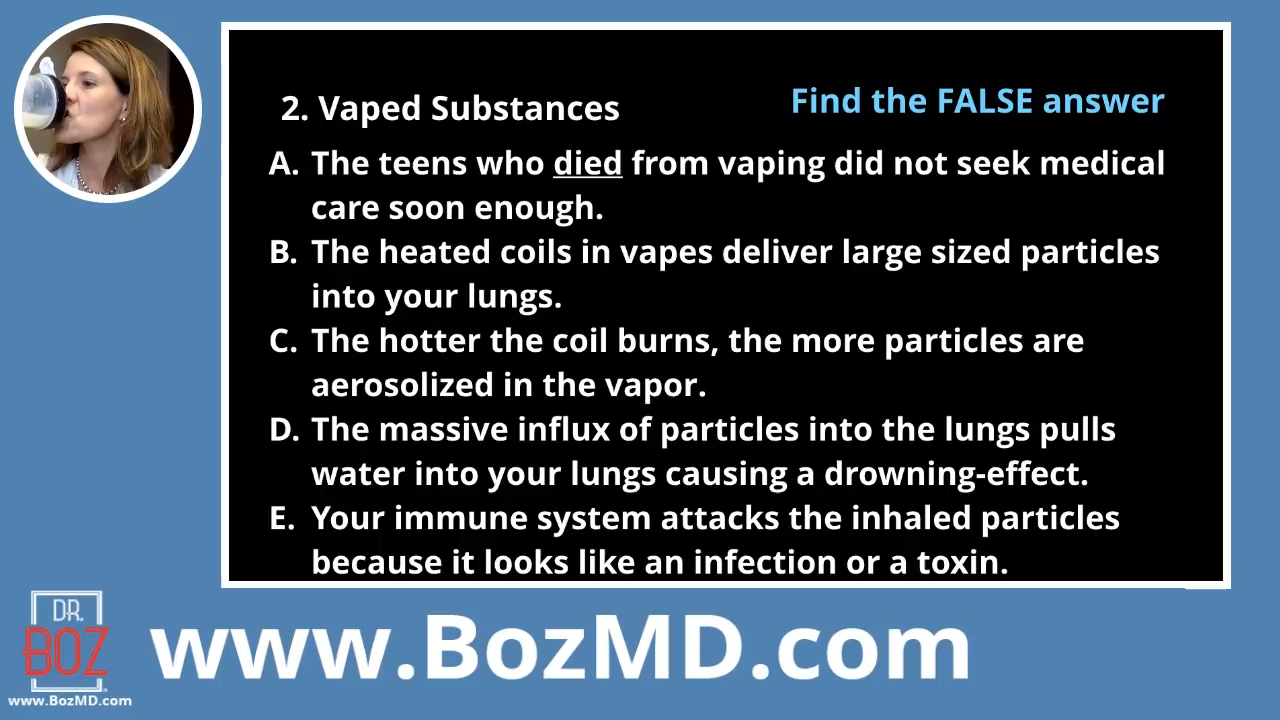 2. Vaped Substances
Find the FALSE answer
A. The teens who died from vaping did not seek medical
care soon enough.
B. The heated coils in vapes deliver large sized particles
into your lungs.
C. The hotter the coil burns, the more particles are
aerosolized in the vapor.
D. The massive influx of particles into the lungs pulls
water into your lungs causing a drowning-effect.
E. Your immune system attacks the inhaled particles
because it looks like an infection or a toxin.
DR.
BOZ
www.BozMD.com
www.BozMD.com